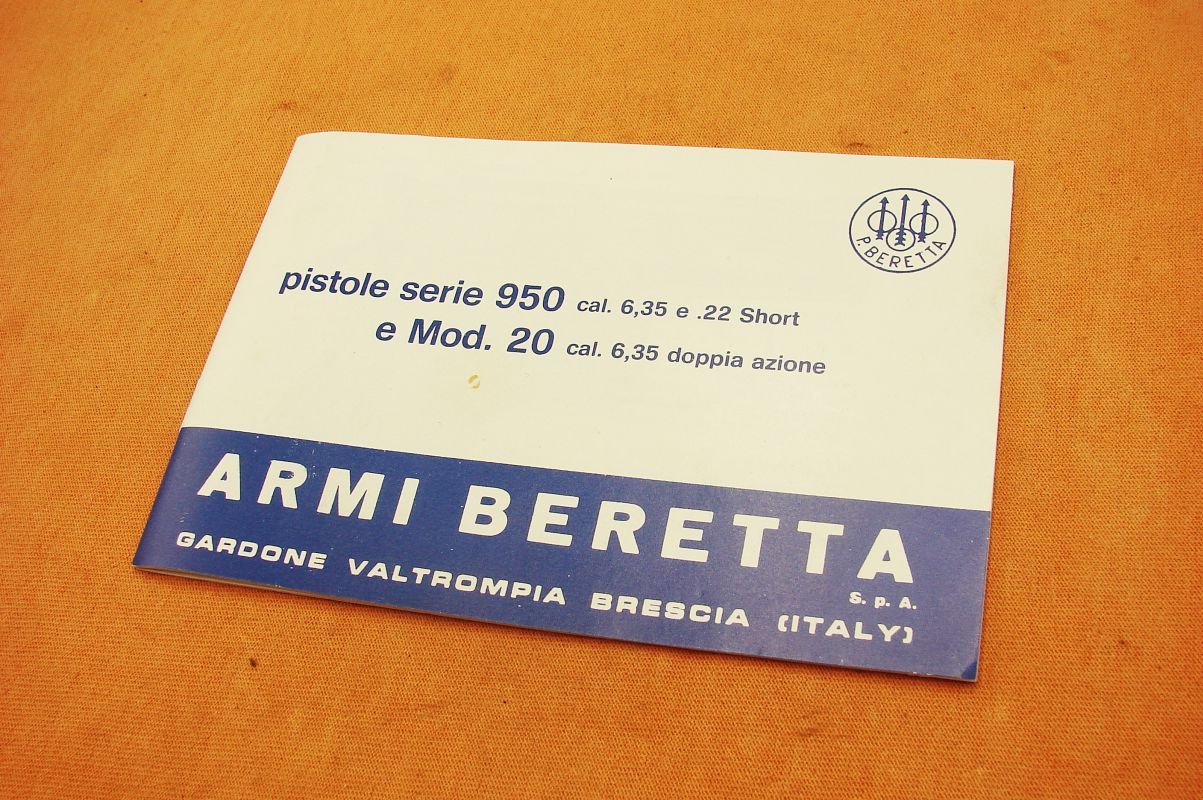 P. BERETTA
pistole serie 950 cal. 6,35 e .22 Short
e Mod. 20 cal. 6,35 doppia azione
ARMI BERETTA
S. p. A.
GARDONE VALTROMPIA BRESCIA (ITALY)